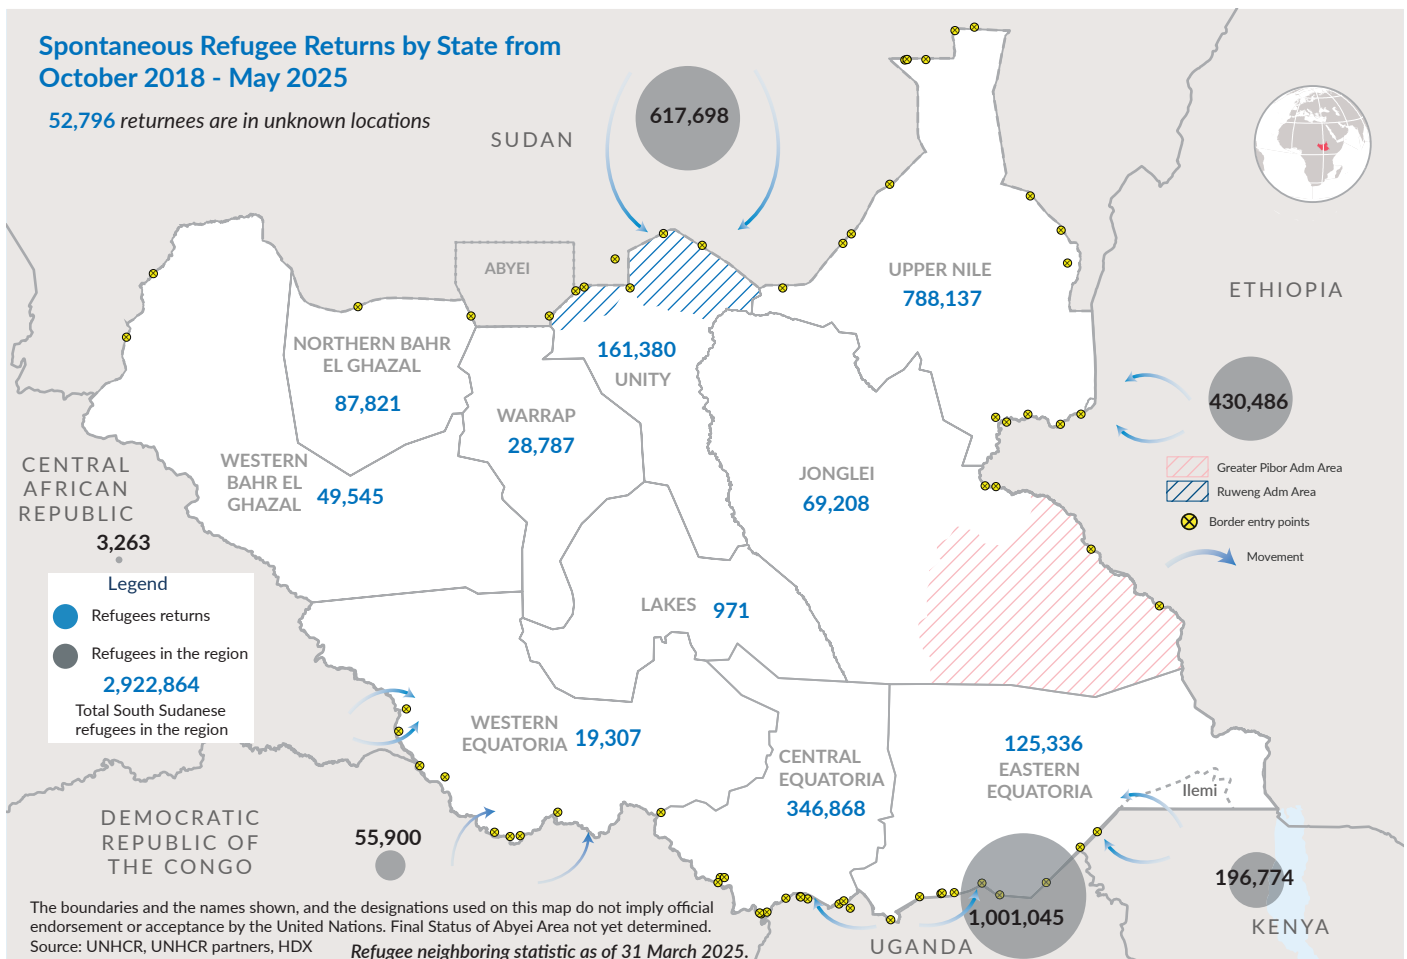 Spontaneous Refugee Returns by State from
October 2018 - May 2025
52,796 returnees are in unknown locations
SUDAN
617,698
ABYEI
UPPER NILE
788,137
ETHIOPIA
NORTHERN BAHR
EL GHAZAL
87,821
161,380
UNITY
WARRAP
28,787
430,486
CENTRAL
AFRICAN
REPUBLIC
3,263
WESTERN
BAHR EL
GHAZAL
49,545
JONGLEI
69,208
Greater Pibor Adm Area
Ruweng Adm Area
Border entry points
Movement
Legend
Refugees returns
Refugees in the region
2,922,864
Total South Sudanese
refugees in the region
LAKES
971
WESTERN
EQUATORIA
19,307
CENTRAL
EQUATORIA
346,868
125,336
EASTERN
EQUATORIA
Ilemi
DEMOCRATIC
REPUBLIC OF
THE CONGO
55,900
196,774
KENYA
1,001,045
UGANDA
The boundaries and the names shown, and the designations used on this map do not imply official
endorsement or acceptance by the United Nations. Final Status of Abyei Area not yet determined.
Source: UNHCR, UNHCR partners, HDX
Refugee neighboring statistic as of 31 March 2025.